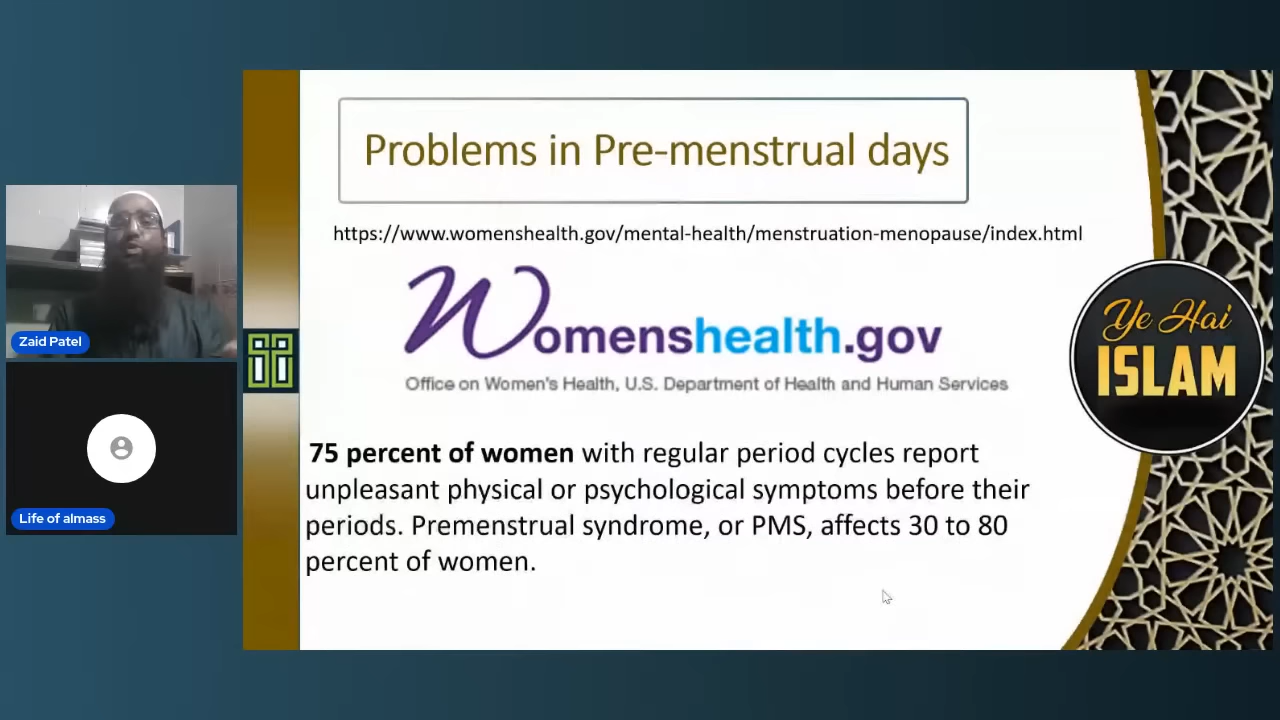 Problems in Pre-menstrual days
https://www.womenshealth.gov/mental-health/menstruation-menopause/index.html
Womenshealth.gov
Office on Women's Health, U.S. Department of Health and Human Services
Ye Hai
ISLAM
75 percent of women with regular period cycles report
unpleasant physical or psychological symptoms before their
periods. Premenstrual syndrome, or PMS, affects 30 to 80
percent of women.
Zaid Patel
Life of almass